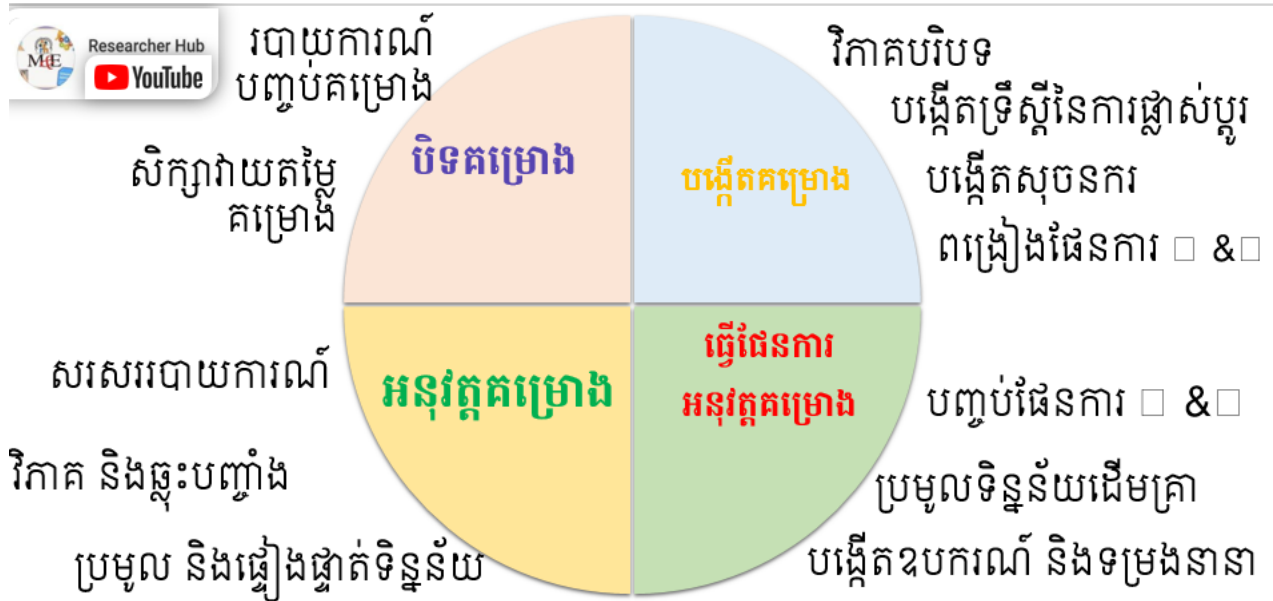 M&E
Researcher Hub
YouTube
របាយការណ៍
បញ្ចប់គម្រោង
សិក្សាវាយតម្លៃ
គម្រោង
បិទគម្រោង
បង្កើតគម្រោង
វិភាគបរិបទ
បង្កើតទ្រឹស្តីនៃការផ្លាស់ប្តូរ
បង្កើតសុចនករ
ពង្រៀងផែនការ □ &□
សរសររបាយការណ៍
វិភាគ និងឆ្លុះបញ្ចាំង
ប្រមូល និងផ្ទៀងផ្ទាត់ទិន្នន័យ
អនុវត្តគម្រោង
ធ្វើផែនការ
អនុវត្តគម្រោង
បញ្ចប់ផែនការ □ &□
ប្រមូលទិន្នន័យដើមគ្រា
បង្កើតឧបករណ៍ និងទម្រងនានា